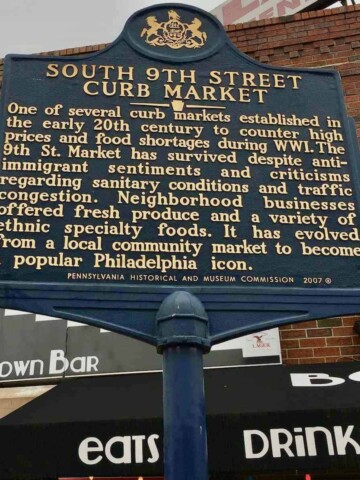 SOUTH 9TH STREET
CURB MARKET
One of several curb markets established in
the early 20th century to counter high
prices and food shortages during WWI. The
9th St. Market has survived despite anti-
immigrant sentiments and criticisms
regarding sanitary conditions and traffic
congestion. Neighborhood businesses
offered fresh produce and a variety of
ethnic specialty foods. It has evolved
from a local community market to become
a popular Philadelphia icon.
PENNSYLVANIA HISTORICAL AND MUSEUM COMMISSION 2007 ®
OWN BAR
LAGER
BO
eats
DRiNK